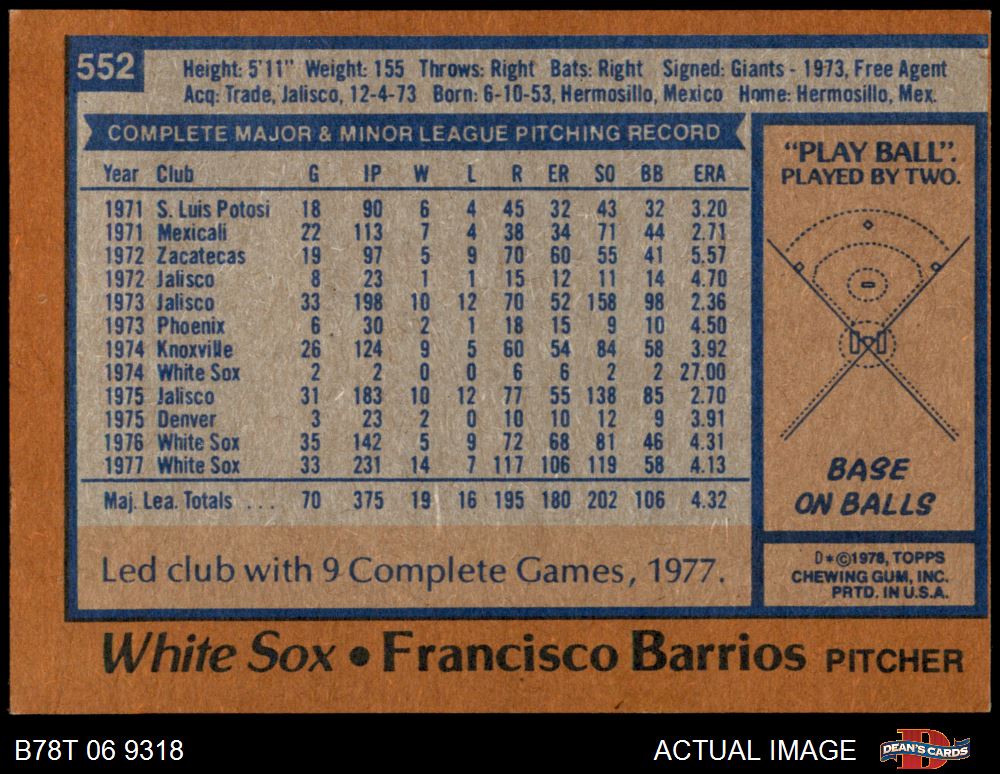 552
Height: 5'11" Weight: 155 Throws: Right Bats: Right Signed: Giants - 1973, Free Agent
Acq: Trade, Jalisco, 12-4-73 Born: 6-10-53, Hermosillo, Mexico Home: Hermosillo, Mex.
COMPLETE MAJOR & MINOR LEAGUE PITCHING RECORD
Year Club G IP W L R ER SO BB ERA
1971 S. Luis Potosi 18 90 6 4 45 32 43 32 3.20
1971 Mexicali 22 113 7 4 38 34 71 44 2.71
1972 Zacatecas 19 97 5 9 70 60 55 41 5.57
1972 Jalisco 8 23 1 1 15 12 11 14 4.70
1973 Jalisco 33 198 10 12 70 52 158 98 2.36
1973 Phoenix 6 30 2 1 18 15 9 10 4.50
1974 Knoxville 26 124 9 5 60 54 84 58 3.92
1974 White Sox 2 2 0 0 6 6 2 2 27.00
1975 Jalisco 31 183 10 12 77 55 138 85 2.70
1975 Denver 3 23 2 0 10 10 12 9 3.91
1976 White Sox 35 142 5 9 72 68 81 46 4.31
1977 White Sox 33 231 14 7 117 106 119 58 4.13
Maj. Lea. Totals ... 70 375 19 16 195 180 202 106 4.32
Led club with 9 Complete Games, 1977.
"PLAY BALL".
PLAYED BY TWO.
BASE
ON BALLS
D*©1978, TOPPS
CHEWING GUM, INC.
PRTD. IN U.S.A.
White Sox • Francisco Barrios PITCHER
B78T 06 9318 ACTUAL IMAGE
D
DEAN'S CARDS